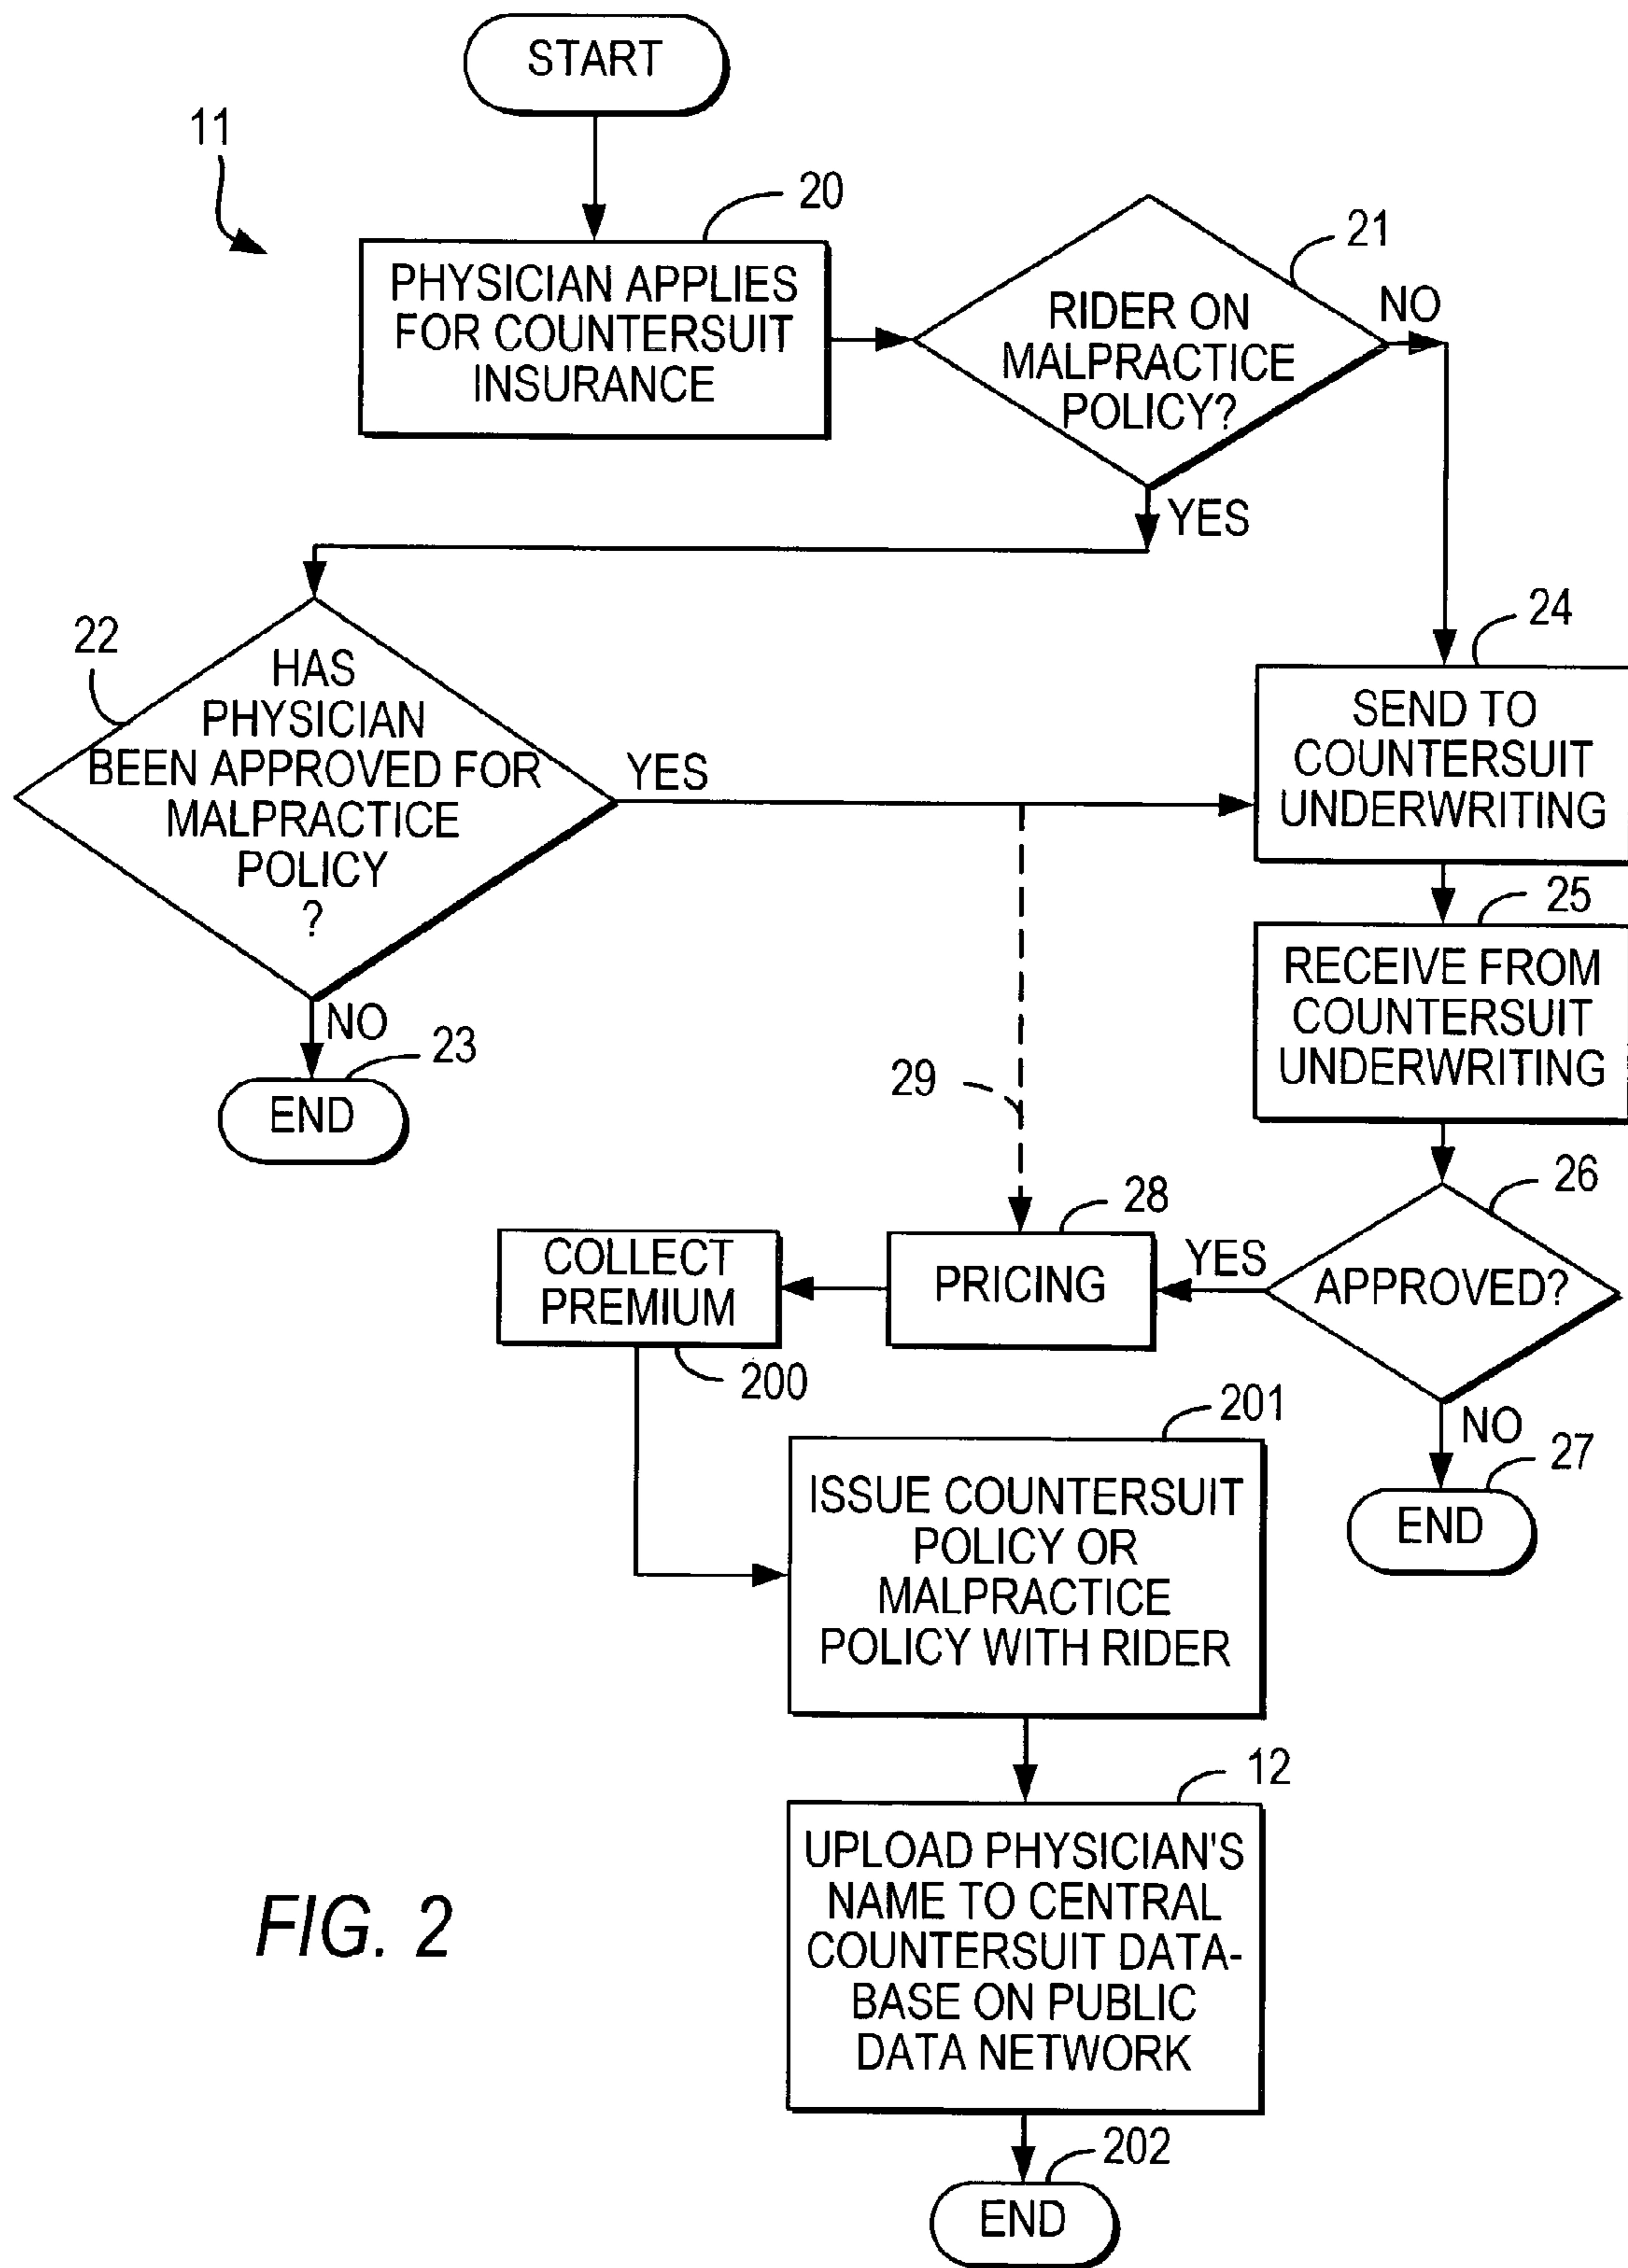 START
11
20
PHYSICIAN APPLIES
FOR COUNTERSUIT
INSURANCE
21
RIDER ON
MALPRACTICE
POLICY?
NO
YES
22
HAS
PHYSICIAN
BEEN APPROVED FOR
MALPRACTICE
POLICY
?
YES
NO
23
END
24
SEND TO
COUNTERSUIT
UNDERWRITING
25
RECEIVE FROM
COUNTERSUIT
UNDERWRITING
26
APPROVED?
YES
NO
27
END
29
28
PRICING
COLLECT
PREMIUM
200
201
ISSUE COUNTERSUIT
POLICY OR
MALPRACTICE
POLICY WITH RIDER
12
UPLOAD PHYSICIAN'S
NAME TO CENTRAL
COUNTERSUIT DATA-
BASE ON PUBLIC
DATA NETWORK
202
END
FIG. 2